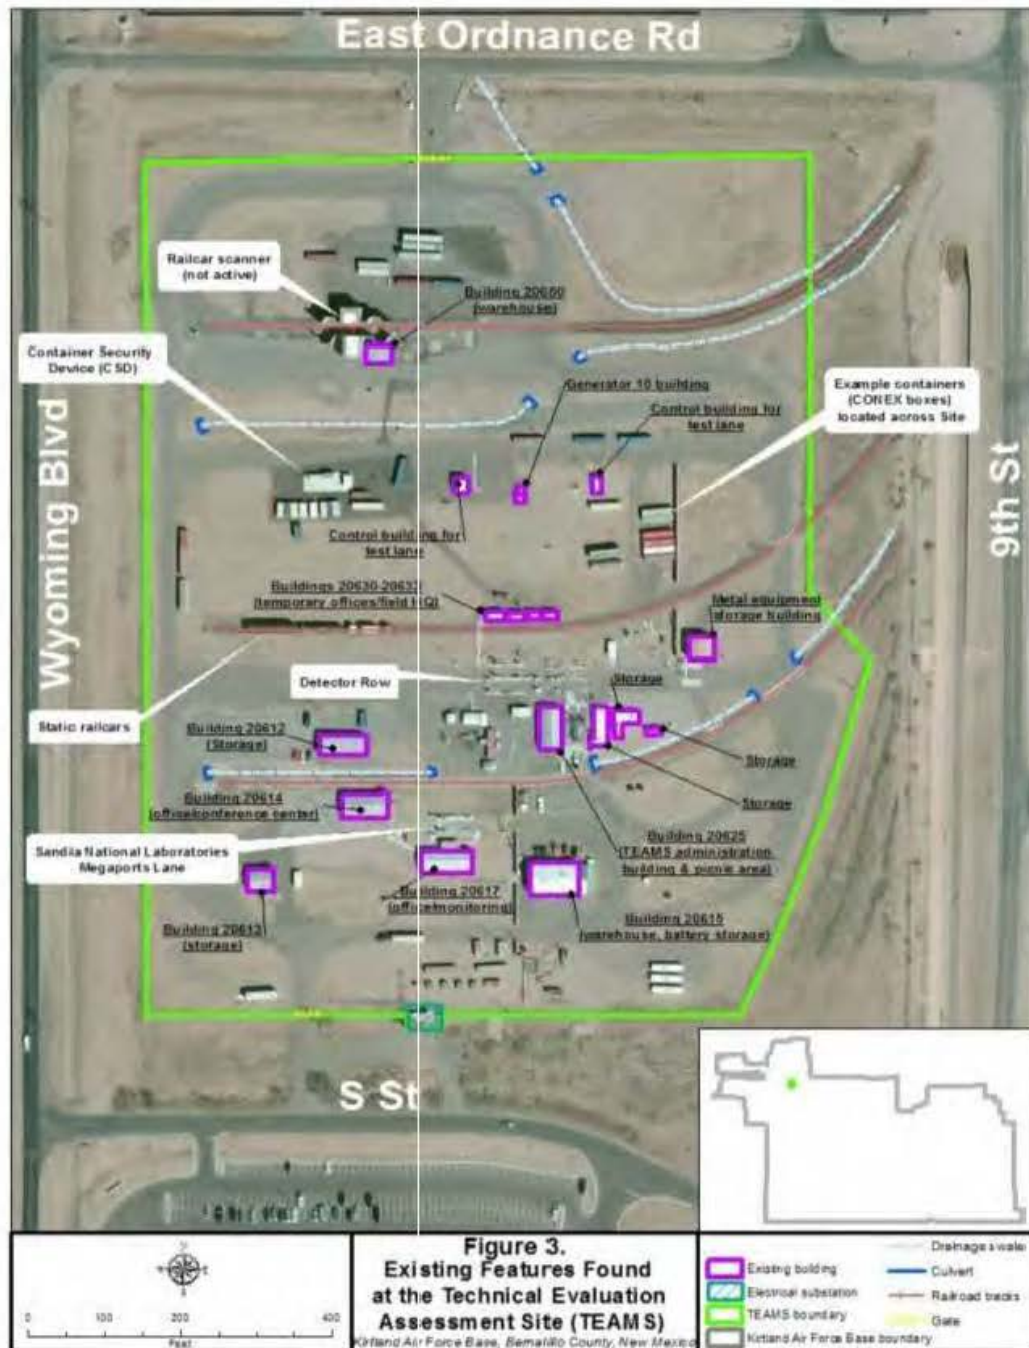 East Ordnance Rd
Railcar scanner
(not active)
Building 20600
(warehouse)
Container Security
Device (CSD)
Generator 10 building
Control building for
test lane
Example containers
(CONEX boxes)
located across Site
Wyoming Blvd
9th St
Control building for
test lane
Buildings 20630-20633
(temporary offices/field HQ)
Metal equipment
storage building
Detector Row
Storage
Static railcars
Building 20612
(Storage)
Storage
Storage
Building 20614
(office/conference center)
Building 20625
(TEAMS administration
building & picnic area)
Sandia National Laboratories
Megaports Lane
Building 20617
(office/monitoring)
Building 20613
(storage)
Building 20615
(warehouse, battery storage)
S St
Figure 3.
Existing Features Found
at the Technical Evaluation
Assessment Site (TEAMS)
Kirtland Air Force Base, Bernalillo County, New Mexico
0 200 400
Feet
Existing building
Electrical substation
TEAMS boundary
Kirtland Air Force Base boundary
Drainage swale
Culvert
Railroad tracks
Gate